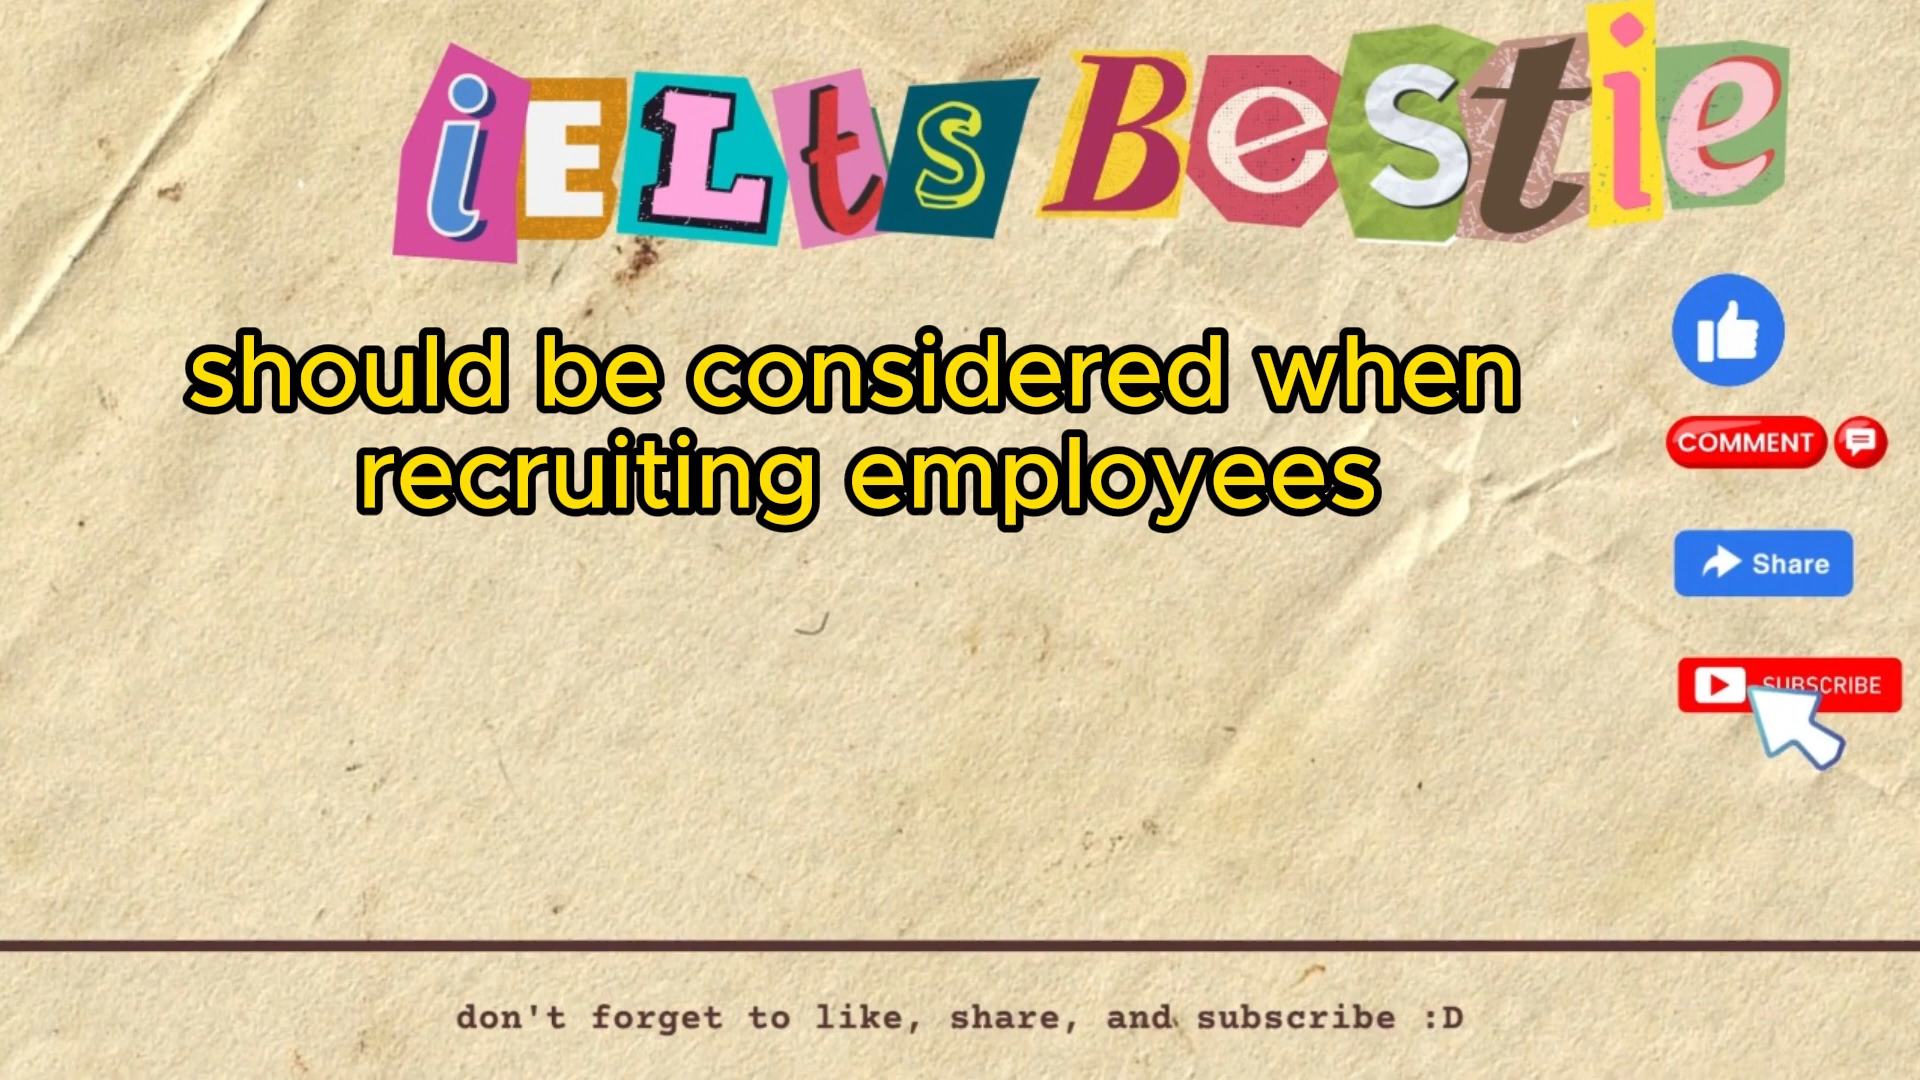 iELts Bestie
should be considered when
recruiting employees
COMMENT
Share
SUBSCRIBE
don't forget to like, share, and subscribe :D